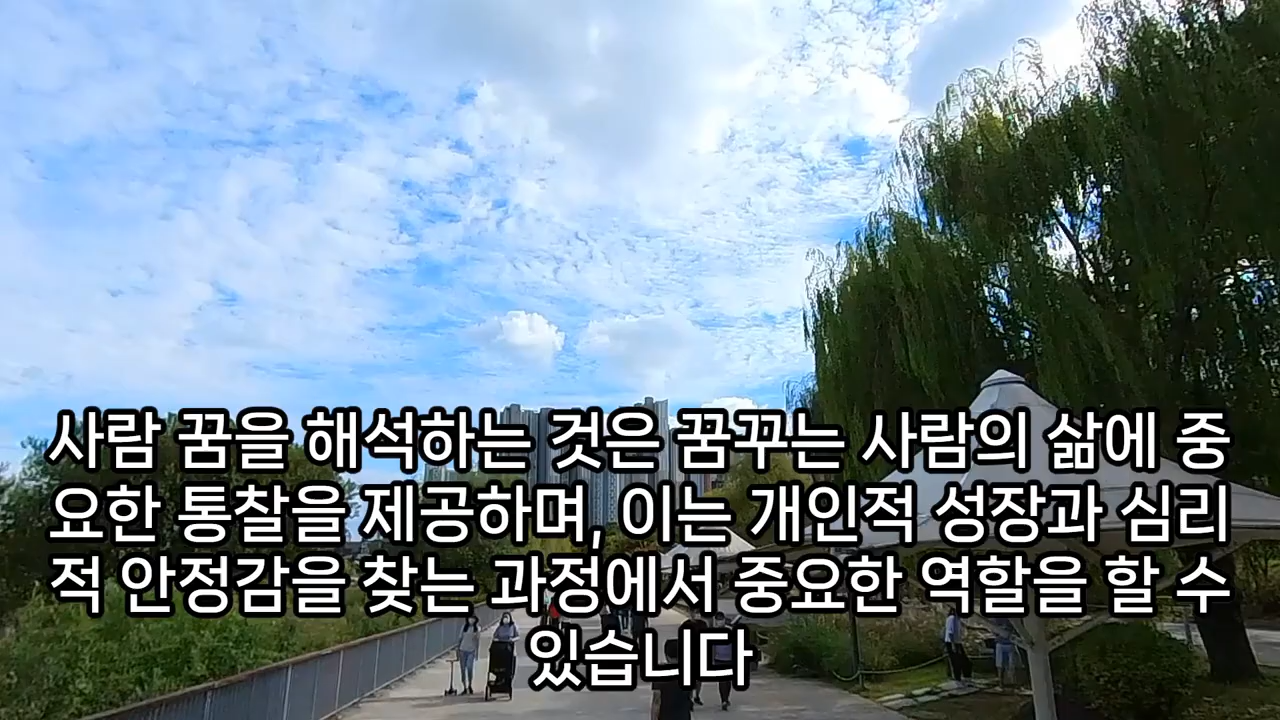 사람 꿈을 해석하는 것은 꿈꾸는 사람의 삶에 중
요한 통찰을 제공하며, 이는 개인적 성장과 심리
적 안정감을 찾는 과정에서 중요한 역할을 할 수
있습니다